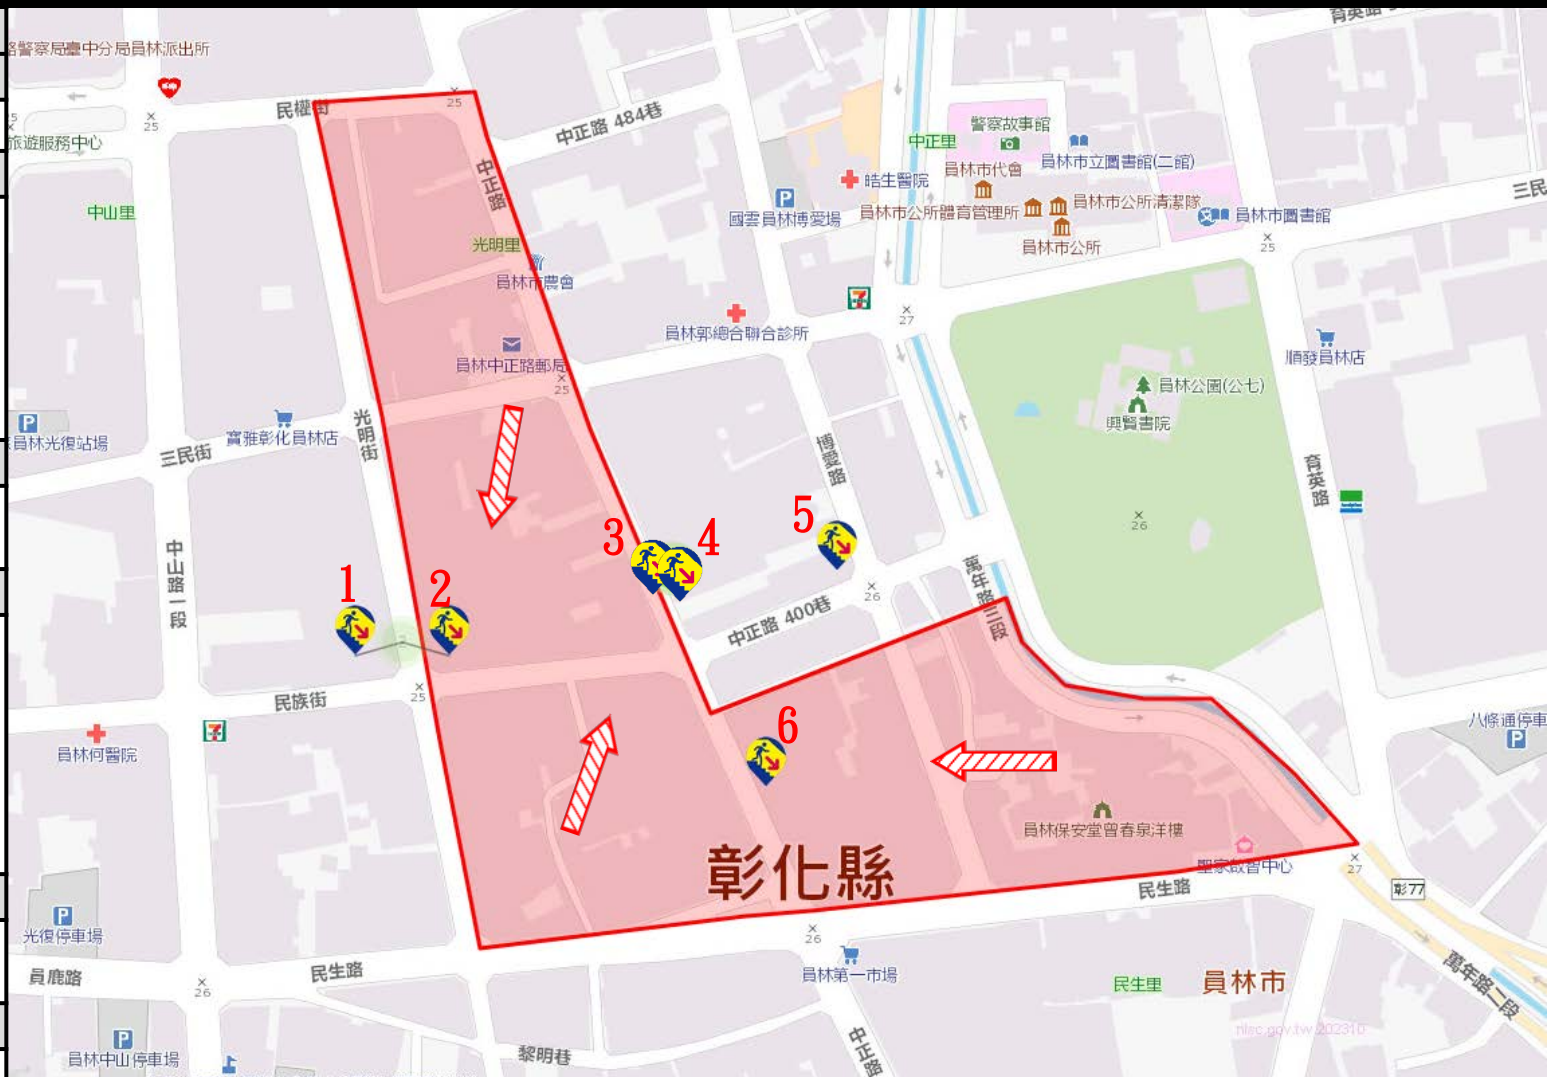 路警察局臺中分局員林派出所
民權街
25
25
中正路 484巷
旅遊服務中心
中正路
中山里
光明里
員林市農會
員林中正路郵局
25
皓生醫院
國雲員林博愛場
P
中正里
警察故事館
員林市代會
員林市立圖書館(二館)
員林市公所體育管理所
員林市公所清潔隊
員林市公所
員林市圖書館
25
三民
員林郭綜合聯合診所
27
順發員林店
員林公園(公七)
興賢書院
26
育英路
P
員林光復站場
寶雅彰化員林店
光明街
三民街
博愛路
中山路一段
1
2
3
4
5
6
26
中正路 400巷
萬年路三段
25
民族街
員林何醫院
八條通停車
P
員林保安堂曾春泉洋樓
聖家啟智中心
27
彰77
彰化縣
民生路
P
光復停車場
26
員林第一市場
員鹿路
26
民生路
民生里
員林市
萬年路二段
nlsc.gov.tw 202310
P
員林中山停車場
黎明巷
中正路